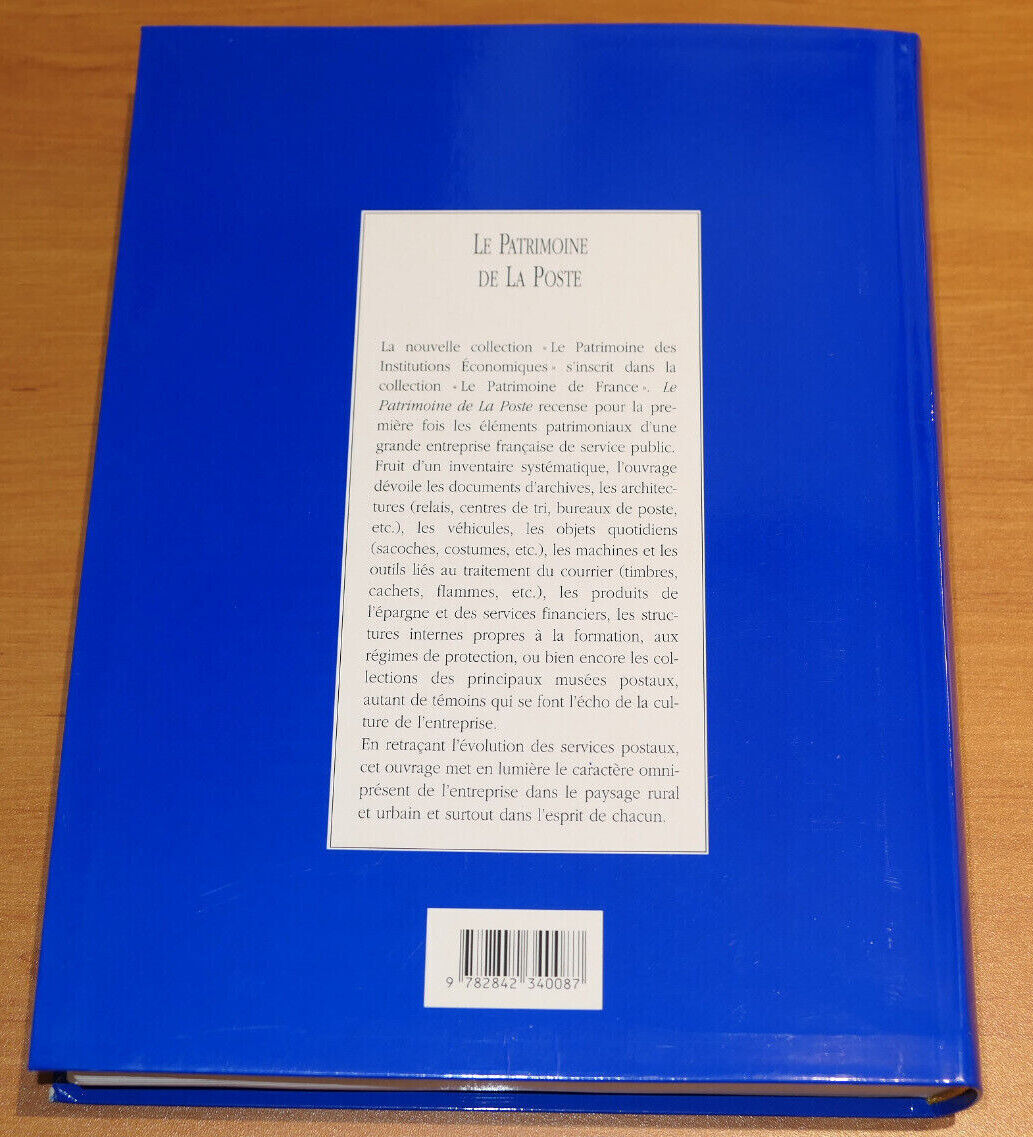 LE PATRIMOINE
DE LA POSTE
La nouvelle collection « Le Patrimoine des
Institutions Économiques » s'inscrit dans la
collection « Le Patrimoine de France ». Le
Patrimoine de La Poste recense pour la pre-
mière fois les éléments patrimoniaux d'une
grande entreprise française de service public.
Fruit d'un inventaire systématique, l'ouvrage
dévoile les documents d'archives, les architec-
tures (relais, centres de tri, bureaux de poste,
etc.), les véhicules, les objets quotidiens
(sacoches, costumes, etc.), les machines et les
outils liés au traitement du courrier (timbres,
cachets, flammes, etc.), les produits de
l'épargne et des services financiers, les struc-
tures internes propres à la formation, aux
régimes de protection, ou bien encore les col-
lections des principaux musées postaux,
autant de témoins qui se font l'écho de la cul-
ture de l'entreprise.
En retraçant l'évolution des services postaux,
cet ouvrage met en lumière le caractère omni-
présent de l'entreprise dans le paysage rural
et urbain et surtout dans l'esprit de chacun.
9 782842 340087